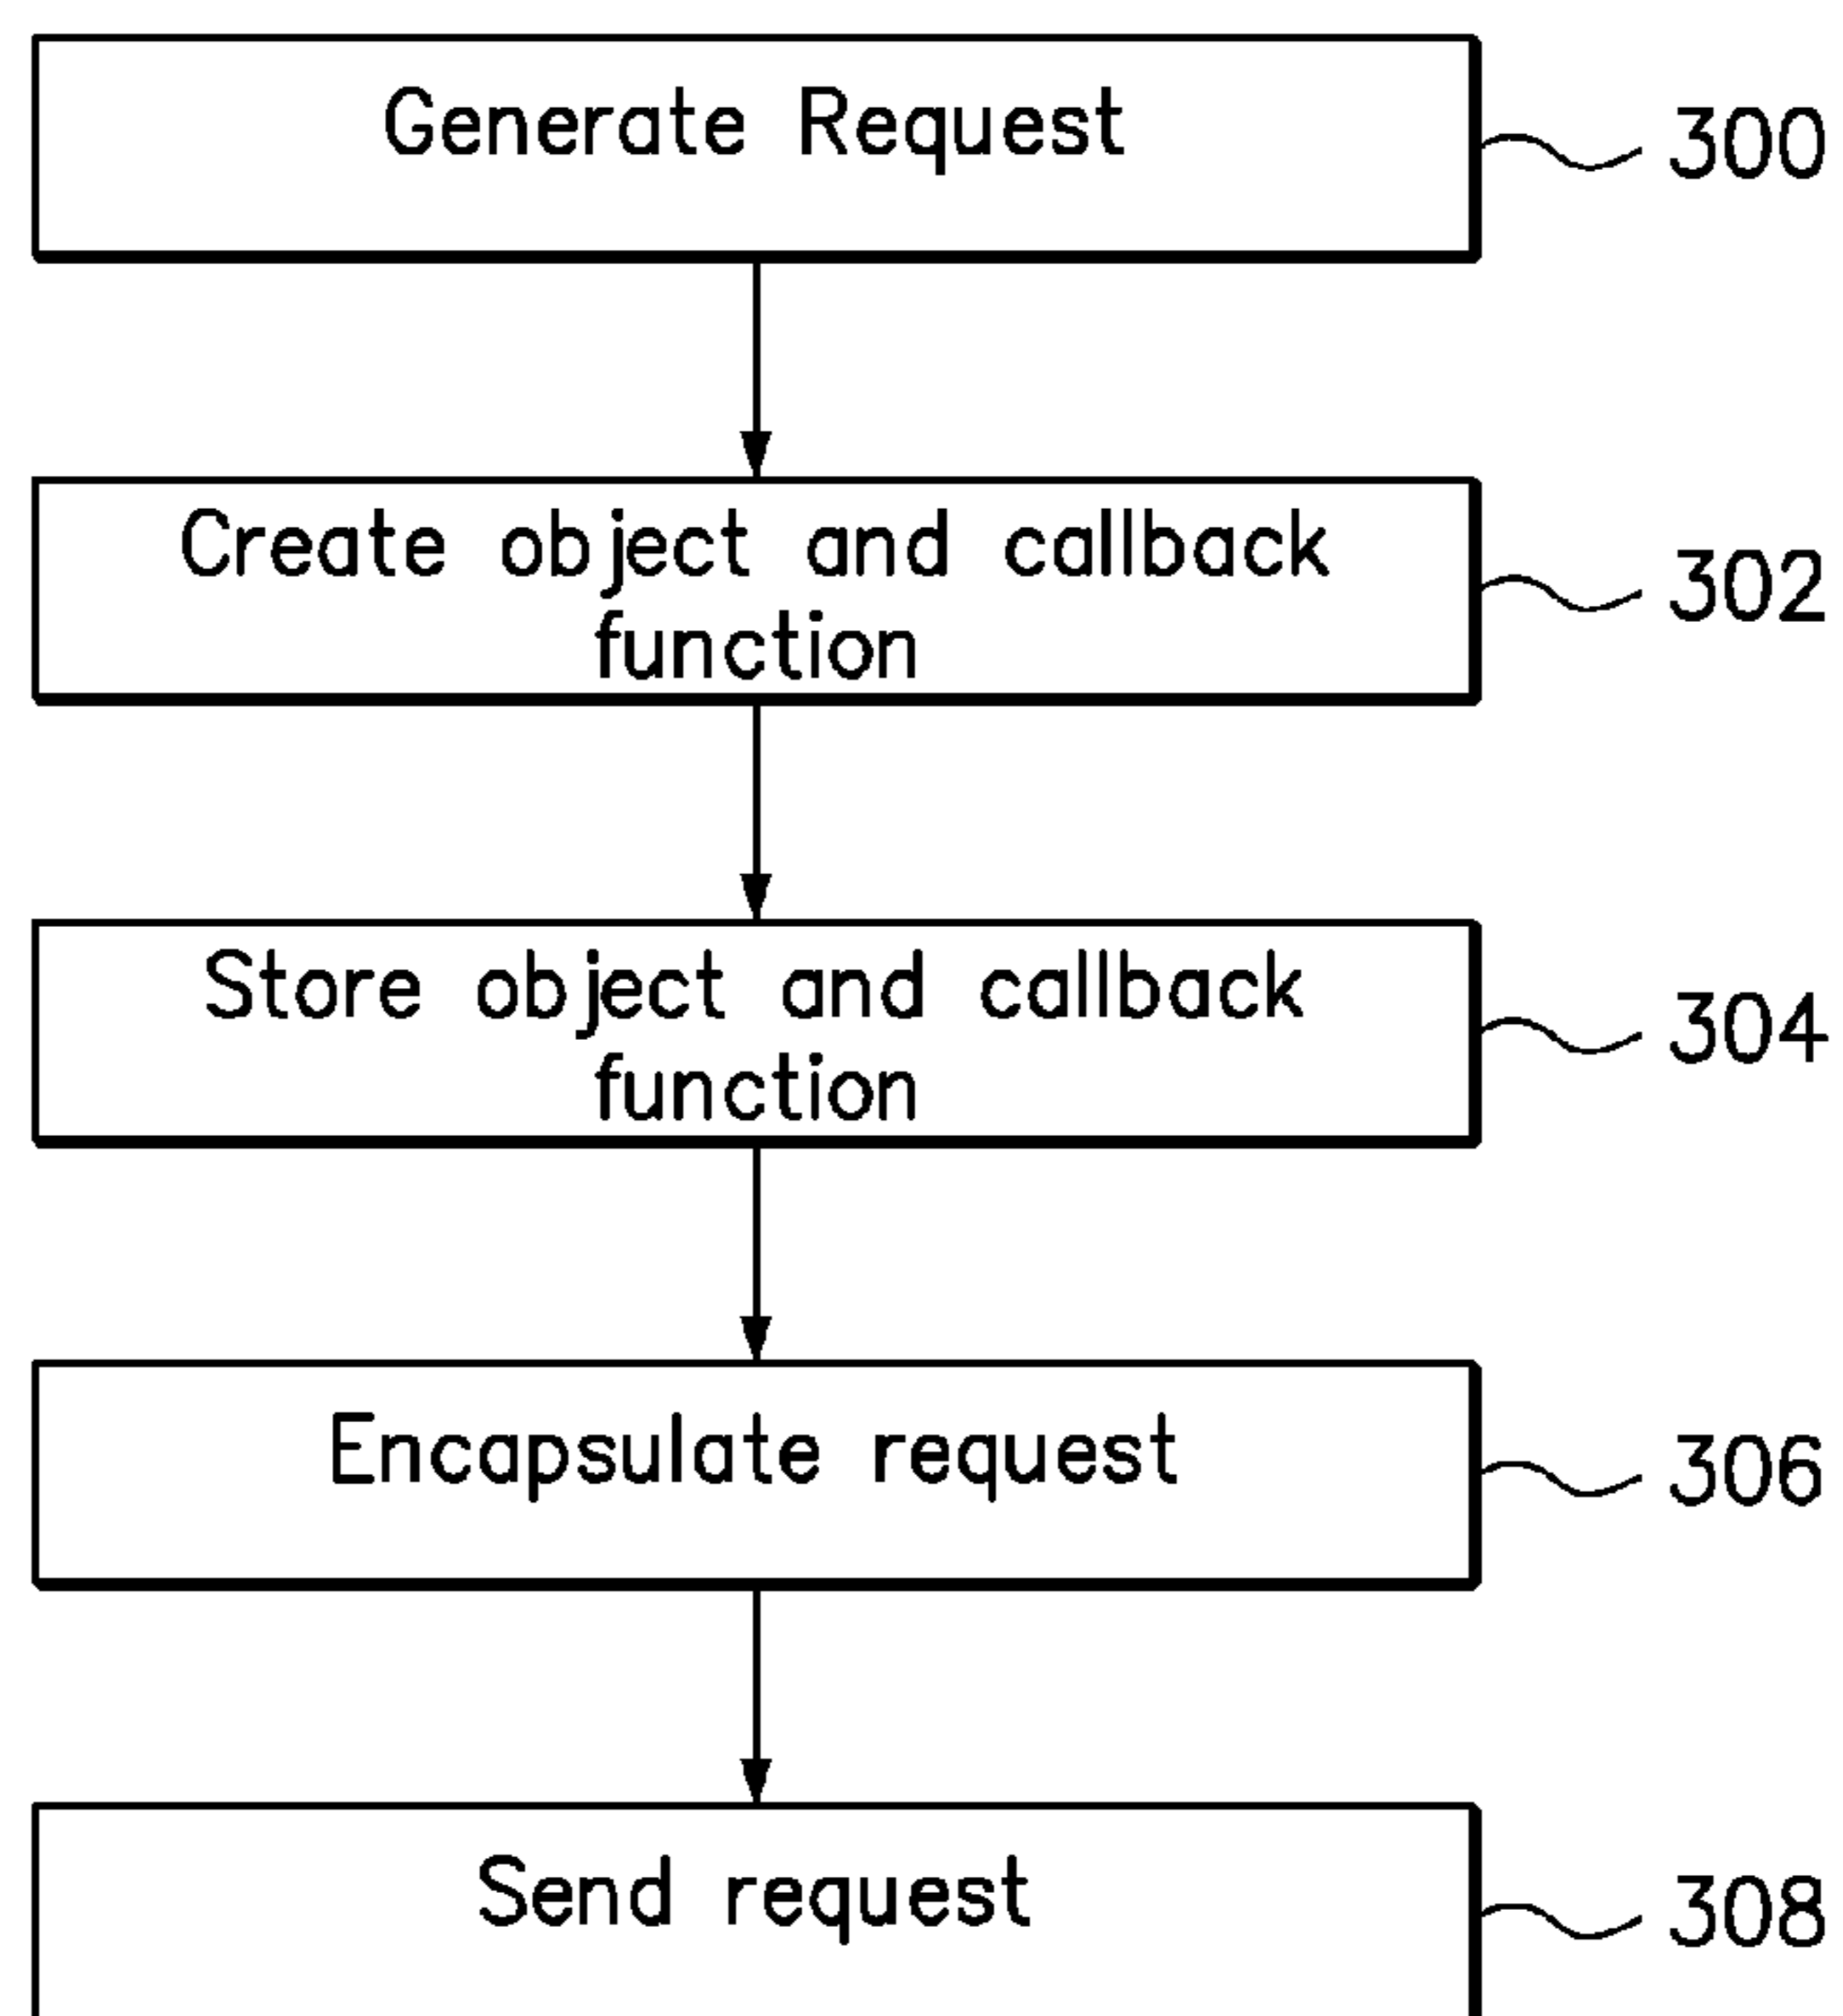 Generate Request
300
Create object and callback
function
302
Store object and callback
function
304
Encapsulate request
306
Send request
308